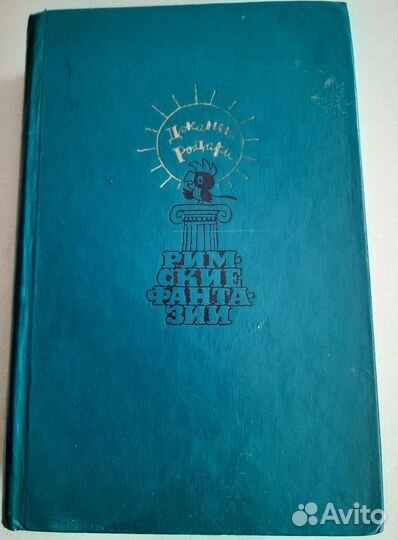 Джанни
Родари
РИМ-
СКИЕ
ФАНТА-
ЗИИ
Avito